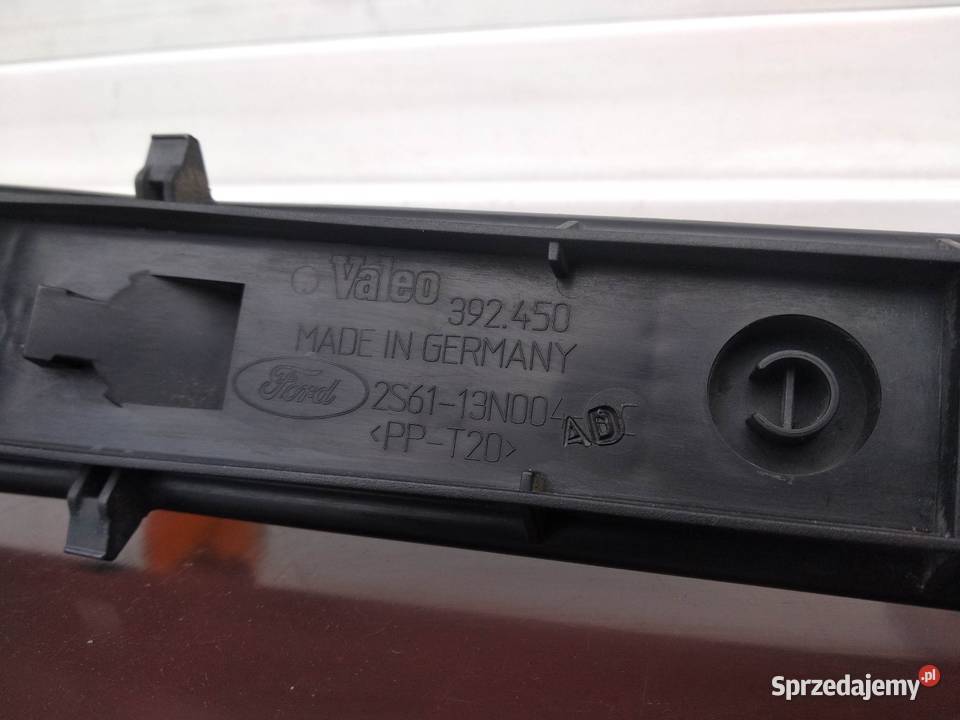 Valeo 392.450
MADE IN GERMANY
Ford 2S61-13N004 AD
<PP-T20>
Sprzedajemy.pl